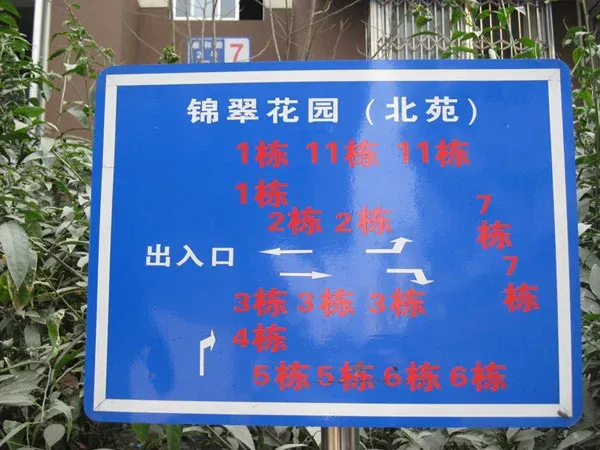 7
锦翠花园（北苑）
1栋 11栋 11栋
1栋
2栋 2栋
7栋
出入口
7栋
3栋 3栋 3栋
4栋
5栋 5栋 6栋 6栋